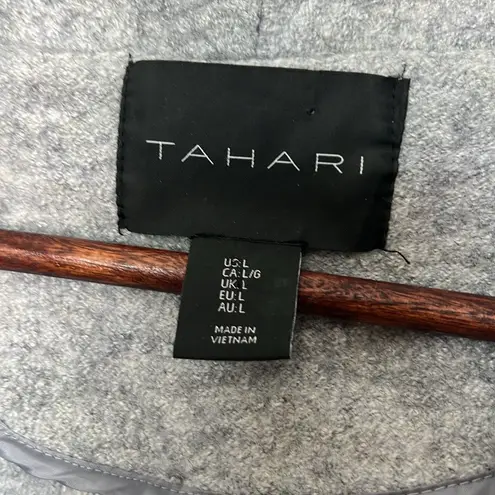 TAHARI
US:L
CA:L/G
UK:L
EU:L
AU:L
MADE IN
VIETNAM